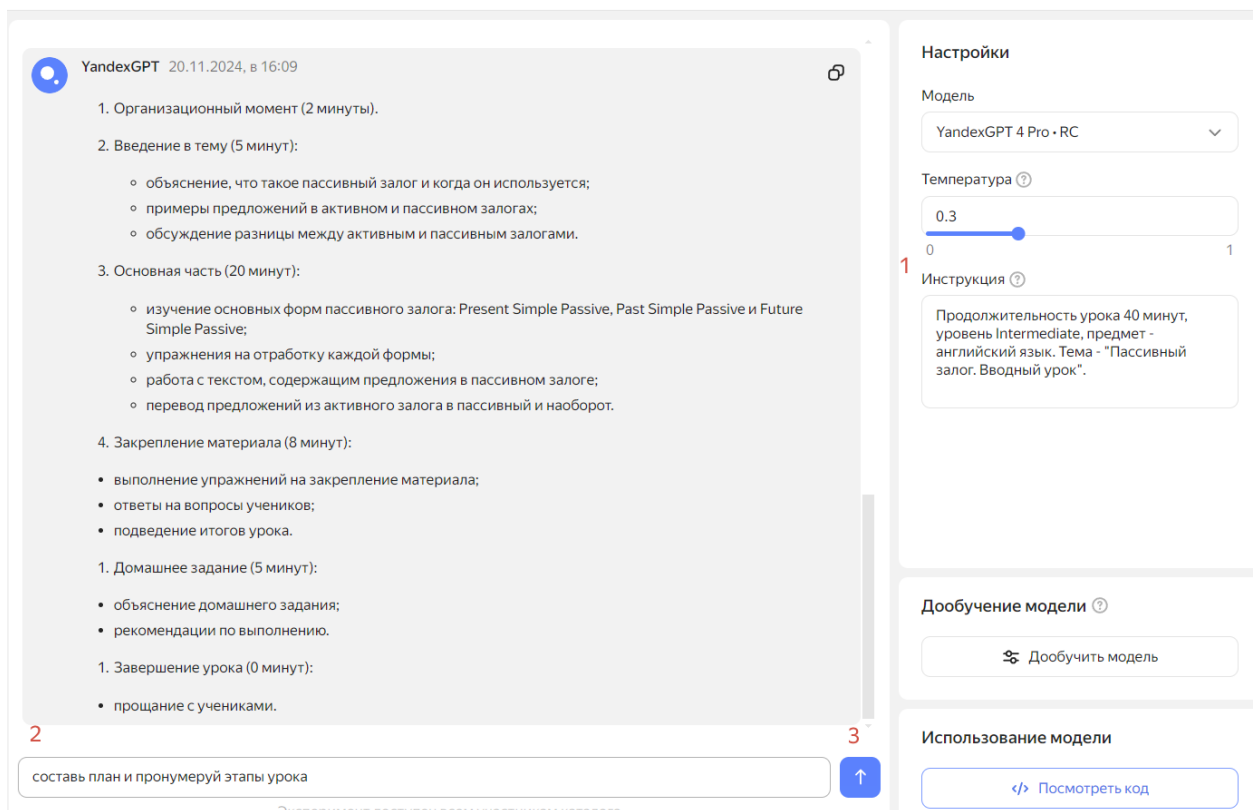 YandexGPT 20.11.2024, в 16:09
1. Организационный момент (2 минуты).
2. Введение в тему (5 минут):
объяснение, что такое пассивный залог и когда он используется;
примеры предложений в активном и пассивном залогах;
обсуждение разницы между активным и пассивным залогами.
3. Основная часть (20 минут):
изучение основных форм пассивного залога: Present Simple Passive, Past Simple Passive и Future
Simple Passive;
упражнения на отработку каждой формы;
работа с текстом, содержащим предложения в пассивном залоге;
перевод предложений из активного залога в пассивный и наоборот.
4. Закрепление материала (8 минут):
выполнение упражнений на закрепление материала;
ответы на вопросы учеников;
подведение итогов урока.
1. Домашнее задание (5 минут):
объяснение домашнего задания;
рекомендации по выполнению.
1. Завершение урока (0 минут):
прощание с учениками.
2
3
составь план и пронумеруй этапы урока
Настройки
Модель
YandexGPT 4 Pro • RC
Температура
0.3
0 1
1
Инструкция
Продолжительность урока 40 минут,
уровень Intermediate, предмет -
английский язык. Тема - "Пассивный
залог. Вводный урок".
Дообучение модели
Дообучить модель
Использование модели
</> Посмотреть код